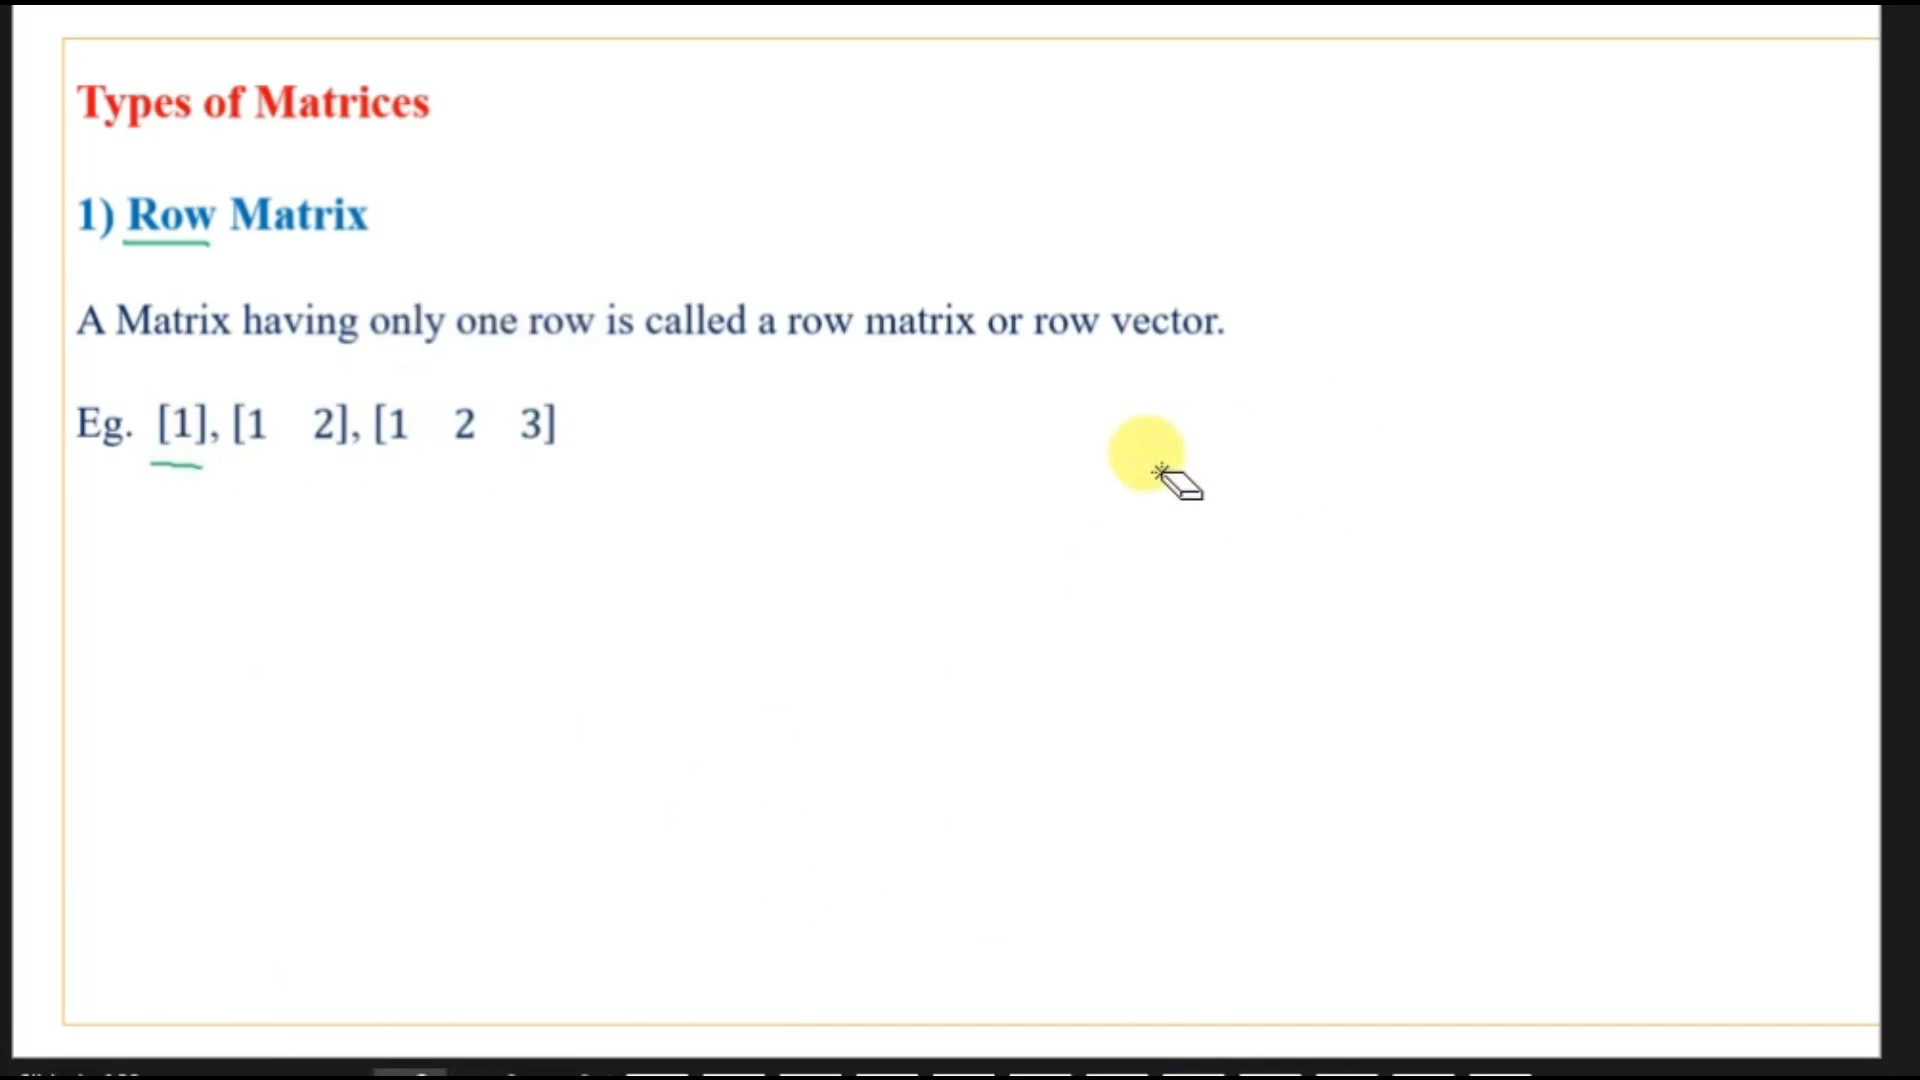 Types of Matrices
1) Row Matrix
A Matrix having only one row is called a row matrix or row vector.
Eg. [1], [1 2], [1 2 3]